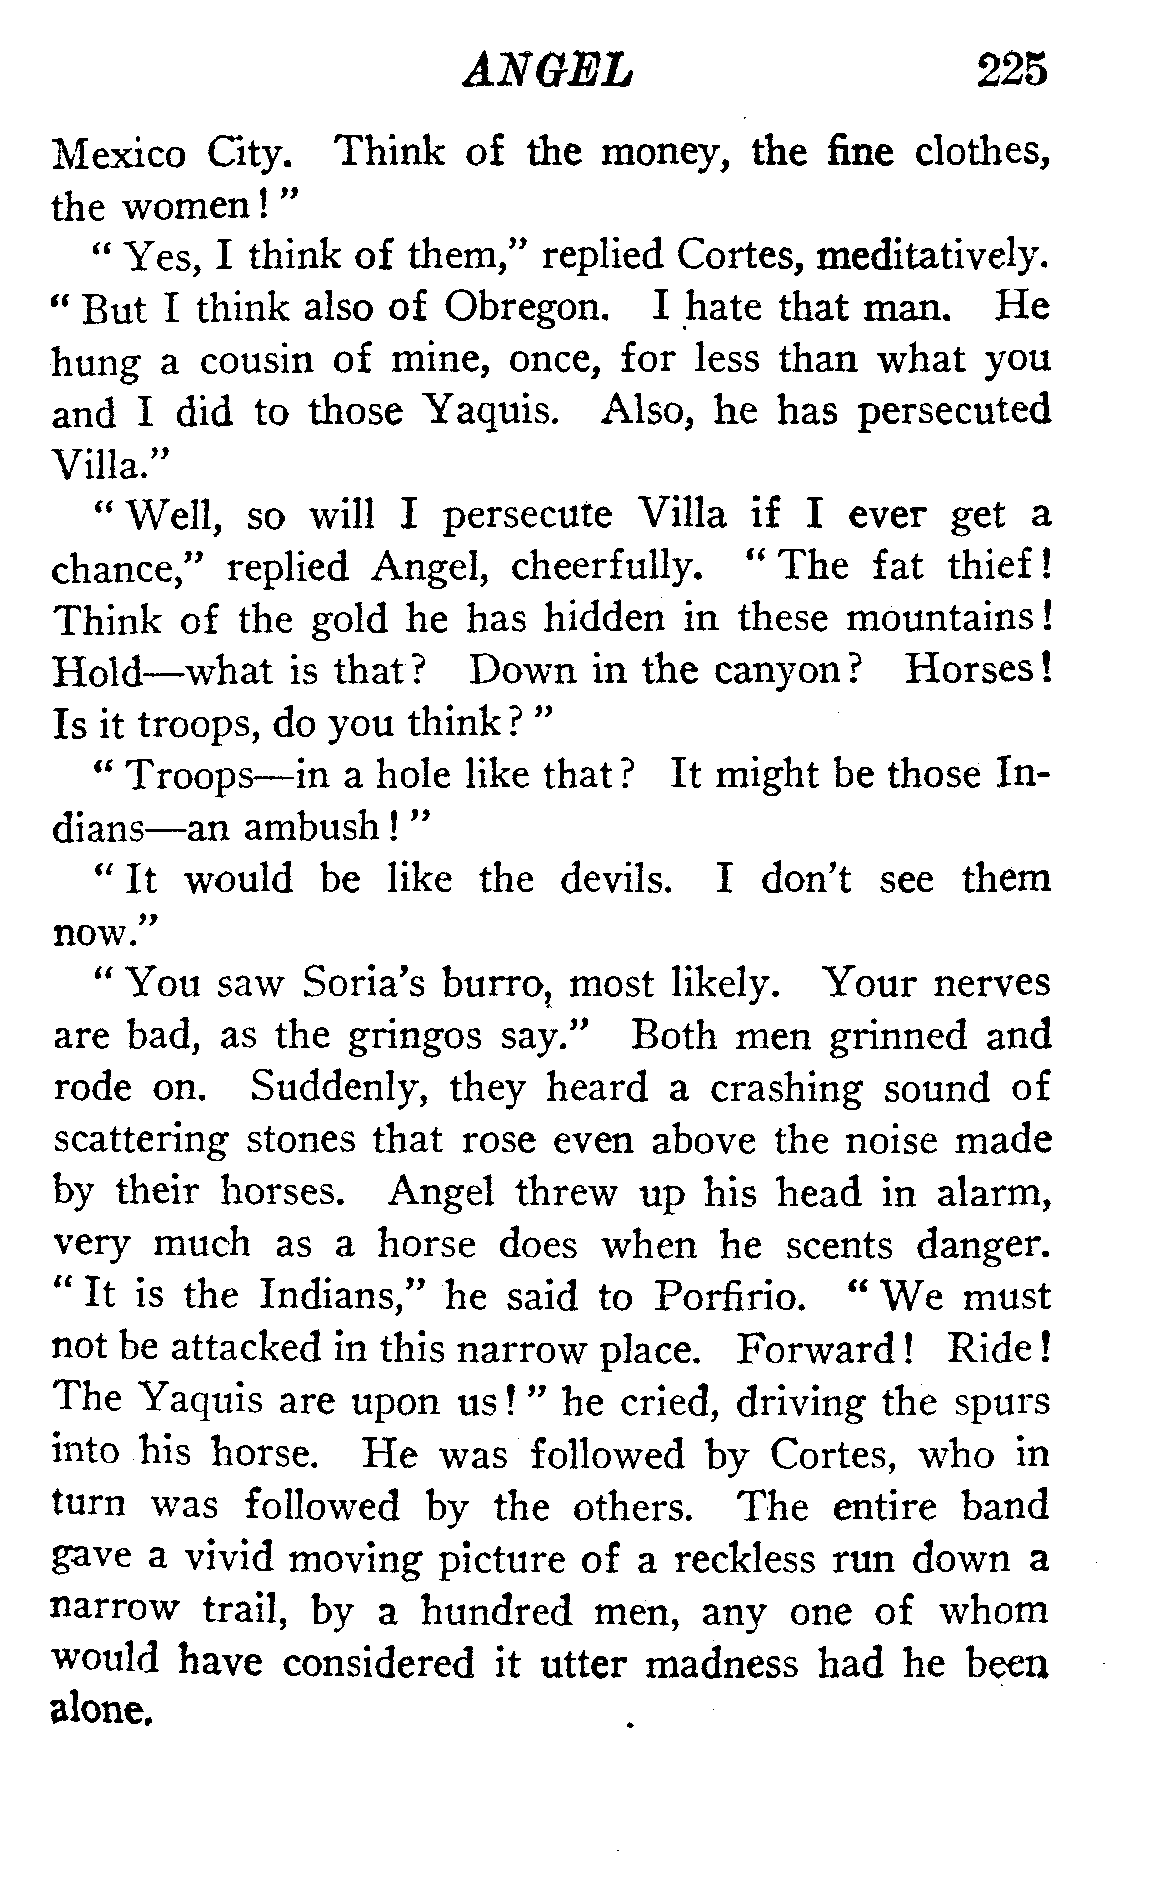 ANGEL 225
Mexico City. Think of the money, the fine clothes,
the women!"
"Yes, I think of them," replied Cortes, meditatively.
"But I think also of Obregon. I hate that man. He
hung a cousin of mine, once, for less than what you
and I did to those Yaquis. Also, he has persecuted
Villa."
"Well, so will I persecute Villa if I ever get a
chance," replied Angel, cheerfully. "The fat thief!
Think of the gold he has hidden in these mountains!
Hold—what is that? Down in the canyon? Horses!
Is it troops, do you think?"
"Troops—in a hole like that? It might be those In-
dians—an ambush!"
"It would be like the devils. I don't see them
now."
"You saw Soria's burro, most likely. Your nerves
are bad, as the gringos say." Both men grinned and
rode on. Suddenly, they heard a crashing sound of
scattering stones that rose even above the noise made
by their horses. Angel threw up his head in alarm,
very much as a horse does when he scents danger.
"It is the Indians," he said to Porfirio. "We must
not be attacked in this narrow place. Forward! Ride!
The Yaquis are upon us!" he cried, driving the spurs
into his horse. He was followed by Cortes, who in
turn was followed by the others. The entire band
gave a vivid moving picture of a reckless run down a
narrow trail, by a hundred men, any one of whom
would have considered it utter madness had he been
alone.